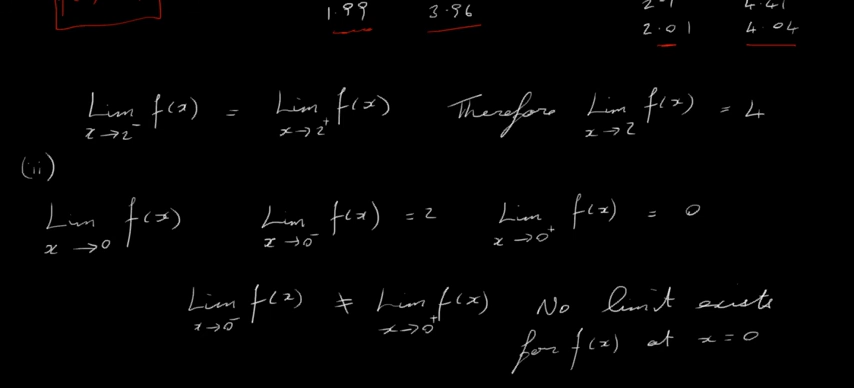 1.99 3.96
2.01 4.04
Lim x→2⁻ f(x) = Lim x→2⁺ f(x) Therefore Lim x→2 f(x) = 4
(ii)
Lim x→0 f(x) Lim x→0⁻ f(x) = 2 Lim x→0⁺ f(x) = 0
Lim x→0⁻ f(x) ≠ Lim x→0⁺ f(x) No limit exists
for f(x) at x=0